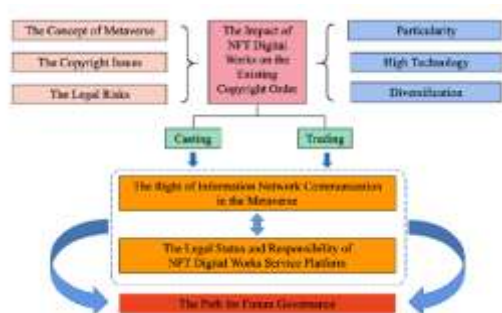 The Concept of Metaverse
The Copyright Issues
The Legal Risks
The Impact of
NFT Digital
Works on the
Existing
Copyright Order
Particularity
High Technology
Diversification
Casting
Trading
The Right of Information Network Communication
in the Metaverse
The Legal Status and Responsibility of
NFT Digital Works Service Platform
The Path for Future Governance